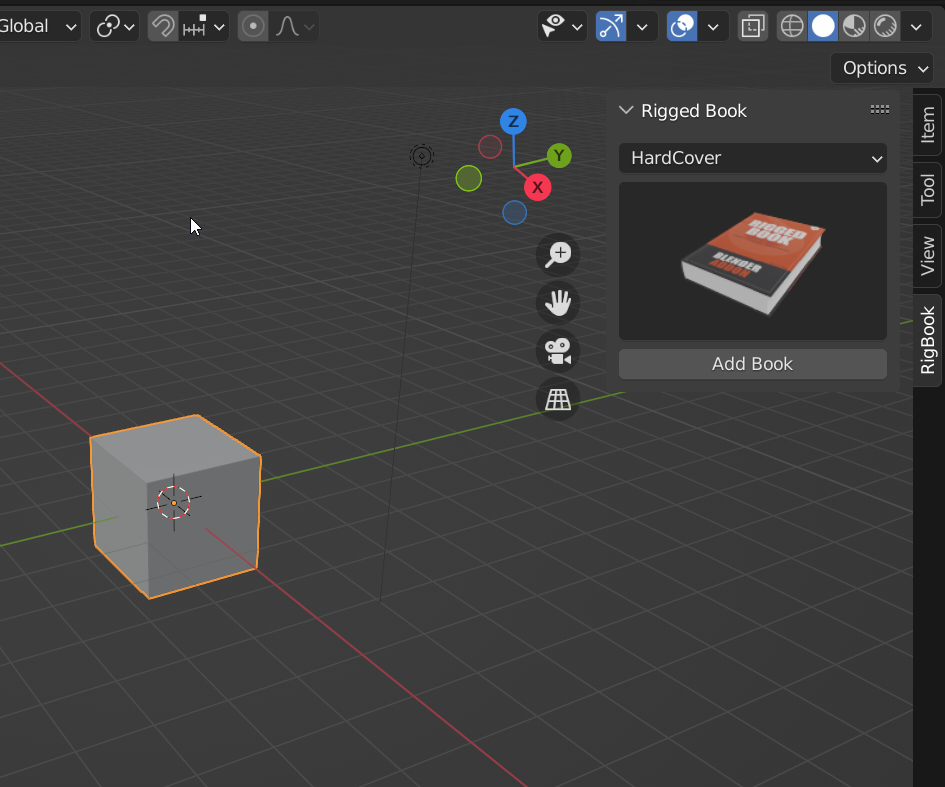 Global
Options
Rigged Book
HardCover
RIGGED
BOOK
BLENDER
ADDON
Add Book
Z
Y
X
Item
Tool
View
RigBook